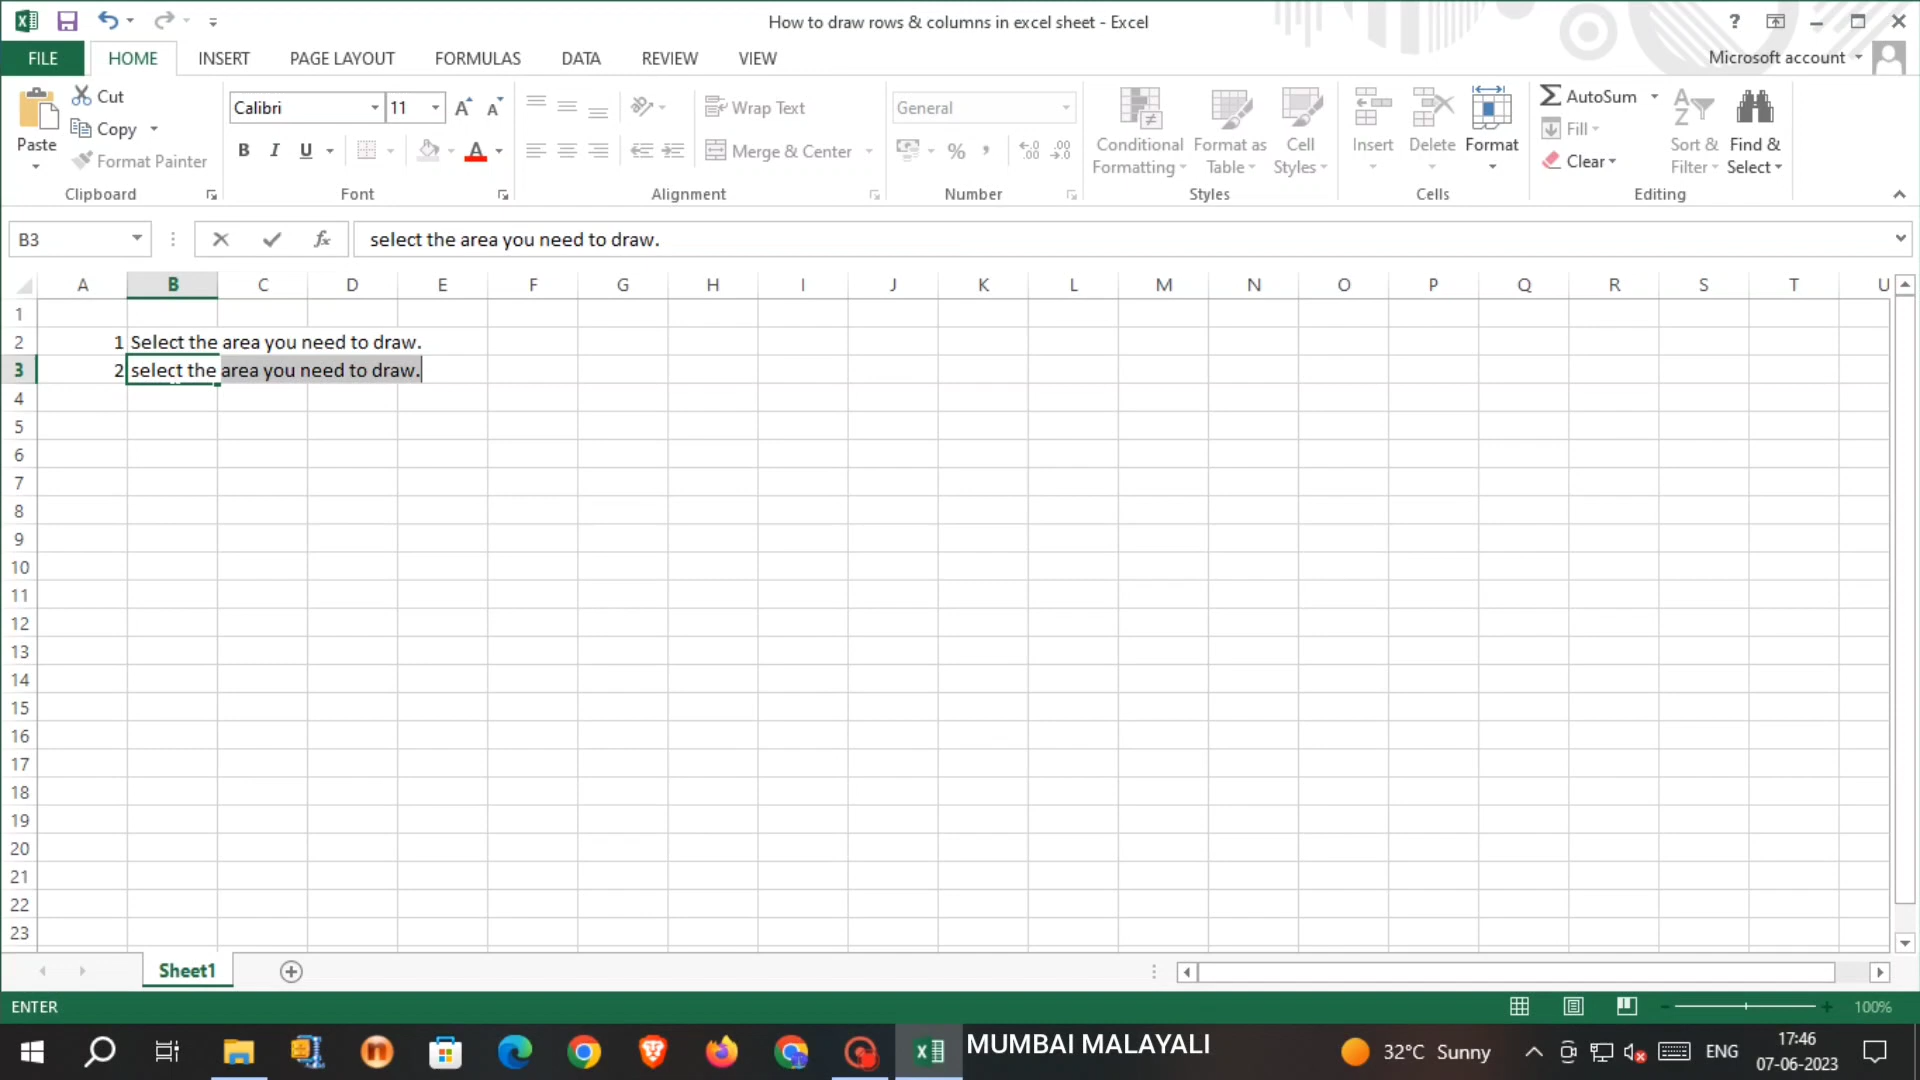 How to draw rows & columns in excel sheet - Excel
?
FILE HOME INSERT PAGE LAYOUT FORMULAS DATA REVIEW VIEW Microsoft account
Paste
Cut
Copy
Format Painter
Clipboard
Calibri 11 A A
B I U A
Font
Wrap Text
Merge & Center
Alignment
General
% , .0 .00 .00 .0
Number
Conditional Formatting
Format as Table
Cell Styles
Styles
Insert Delete Format
Cells
AutoSum
Fill
Clear
Sort & Filter
Find & Select
Editing
B3 fx select the area you need to draw.
A B C D E F G H I J K L M N O P Q R S T U
1
2 1 Select the area you need to draw.
3 2 select the area you need to draw.
4
5
6
7
8
9
10
11
12
13
14
15
16
17
18
19
20
21
22
23
Sheet1
ENTER 100%
MUMBAI MALAYALI 32°C Sunny ENG 17:46
07-06-2023